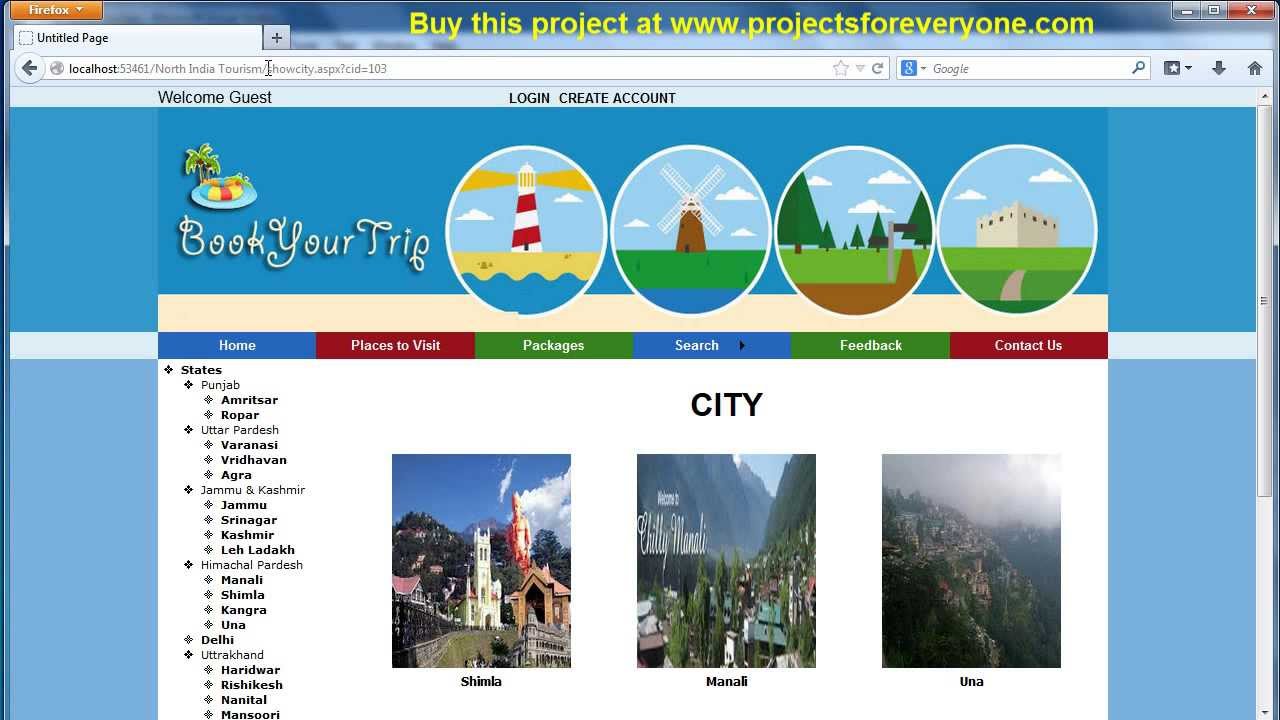 Firefox
Buy this project at www.projectsforeveryone.com
Untitled Page
localhost:53461/North India Tourism/showcity.aspx?cid=103
Google
Welcome Guest
LOGIN CREATE ACCOUNT
BookYourTrip
Home Places to Visit Packages Search Feedback Contact Us
States
Punjab
Amritsar
Ropar
Uttar Pardesh
Varanasi
Vridhavan
Agra
Jammu & Kashmir
Jammu
Srinagar
Kashmir
Leh Ladakh
Himachal Pardesh
Manali
Shimla
Kangra
Una
Delhi
Uttrakhand
Haridwar
Rishikesh
Nanital
Mansoori
CITY
Welcome to
Chilly Manali
Shimla Manali Una